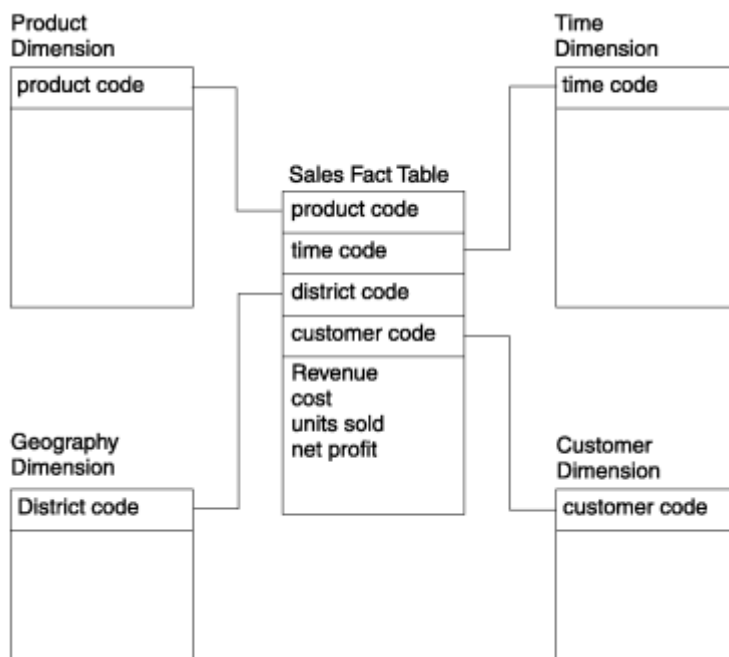 Product
Dimension
product code
Time
Dimension
time code
Sales Fact Table
product code
time code
district code
customer code
Revenue
cost
units sold
net profit
Geography
Dimension
District code
Customer
Dimension
customer code